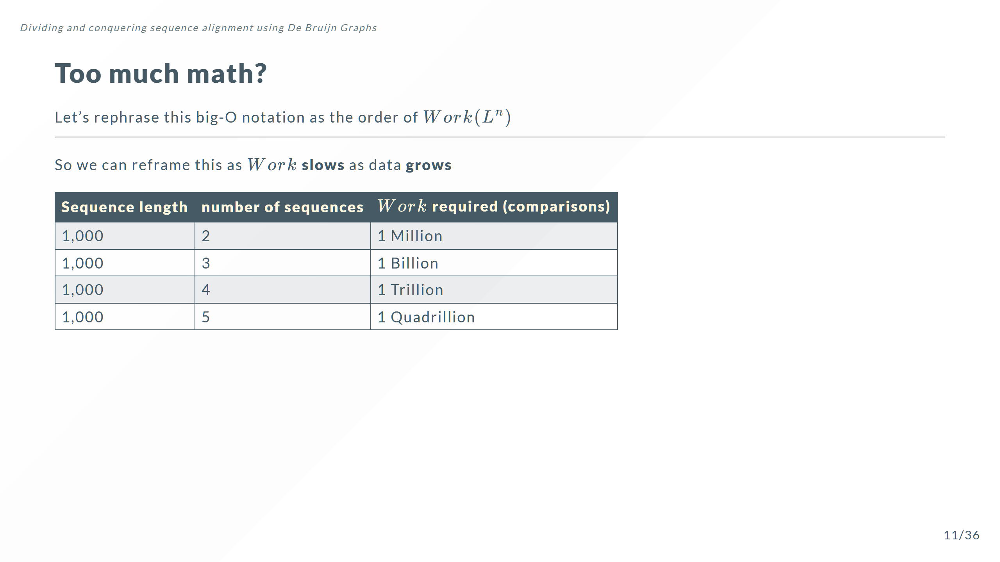 Dividing and conquering sequence alignment using De Bruijn Graphs
Too much math?
Let’s rephrase this big-O notation as the order of Work(Lⁿ)
So we can reframe this as Work slows as data grows
Sequence length number of sequences Work required (comparisons)
1,000 2 1 Million
1,000 3 1 Billion
1,000 4 1 Trillion
1,000 5 1 Quadrillion
11/36